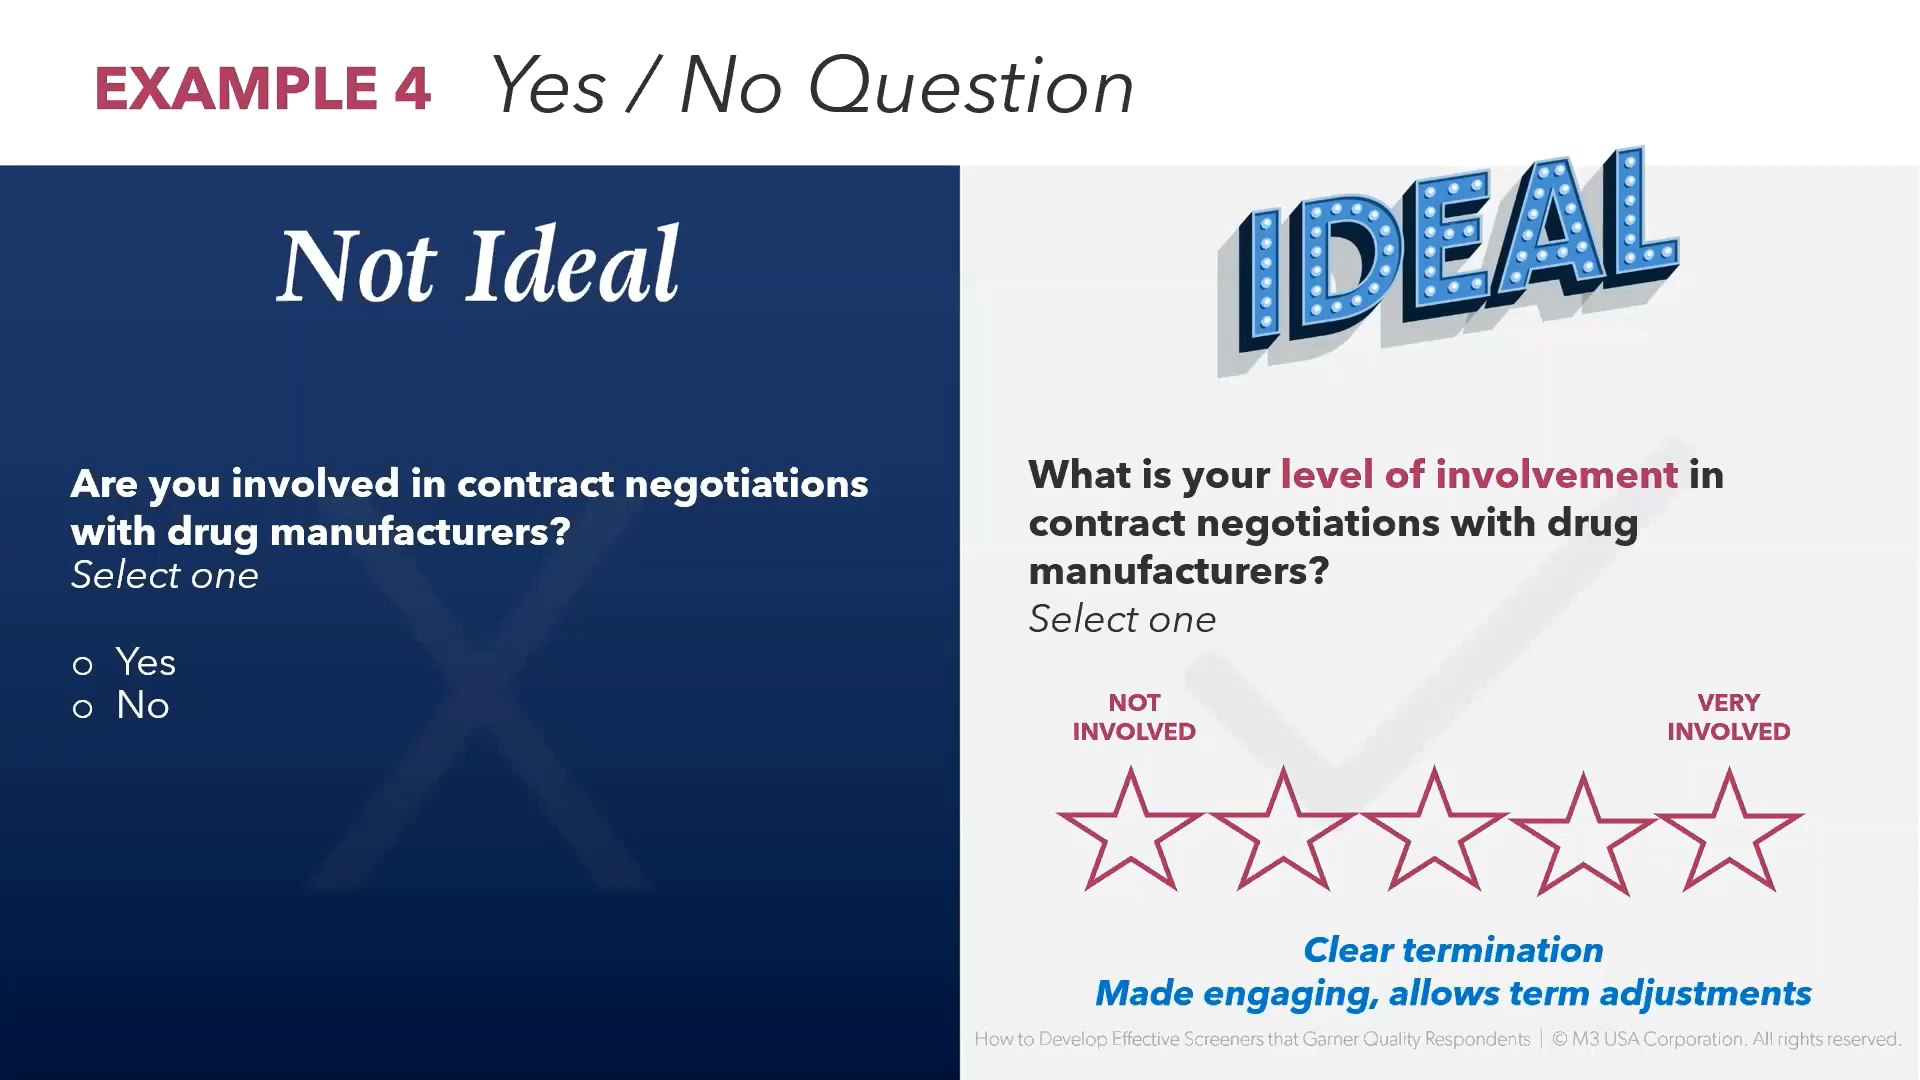 EXAMPLE 4 Yes / No Question
Not Ideal
Are you involved in contract negotiations
with drug manufacturers?
Select one
o Yes
o No
IDEAL
What is your level of involvement in
contract negotiations with drug
manufacturers?
Select one
NOT
INVOLVED
VERY
INVOLVED
Clear termination
Made engaging, allows term adjustments
How to Develop Effective Screeners that Garner Quality Respondents | © M3 USA Corporation. All rights reserved.